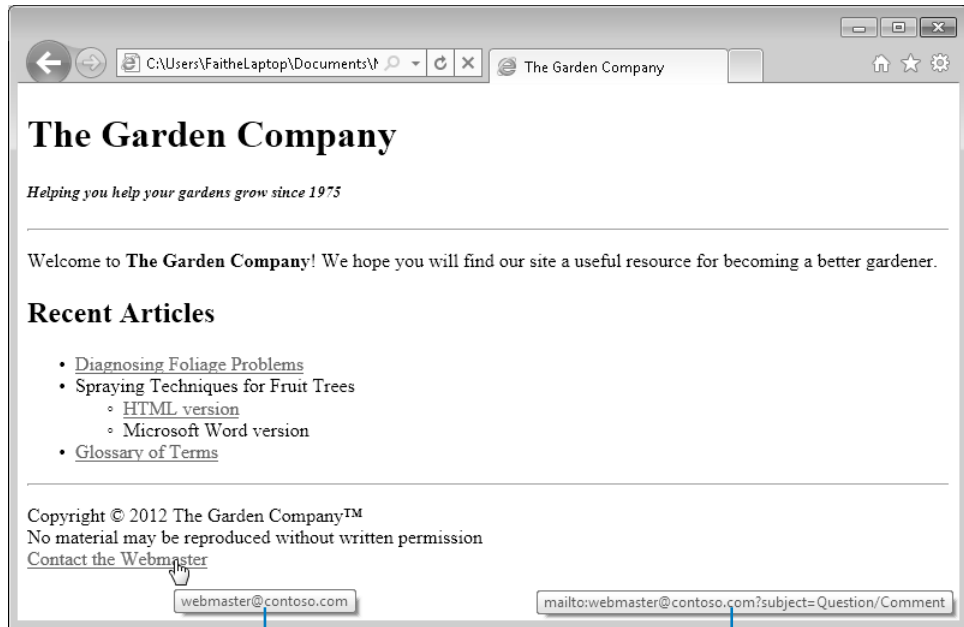 C:\Users\FaitheLaptop\Documents\
The Garden Company
The Garden Company
Helping you help your gardens grow since 1975
Welcome to The Garden Company! We hope you will find our site a useful resource for becoming a better gardener.
Recent Articles
• Diagnosing Foliage Problems
• Spraying Techniques for Fruit Trees
◦ HTML version
◦ Microsoft Word version
• Glossary of Terms
Copyright © 2012 The Garden Company™
No material may be reproduced without written permission
Contact the Webmaster
webmaster@contoso.com
mailto:webmaster@contoso.com?subject=Question/Comment